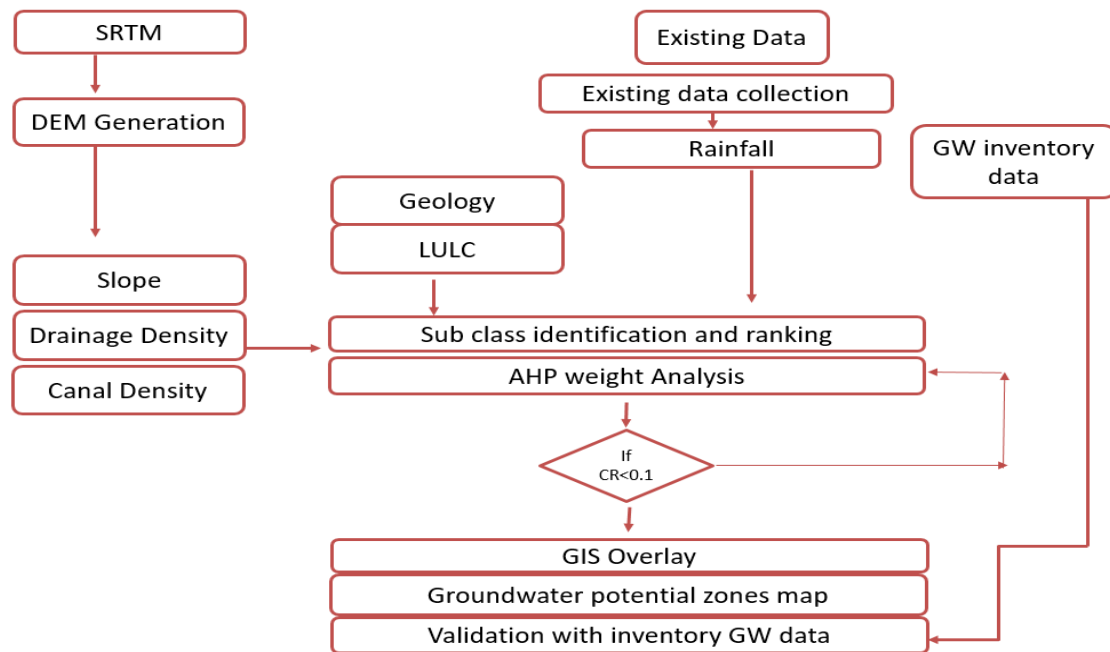 SRTM
DEM Generation
Slope
Drainage Density
Canal Density
Existing Data
Existing data collection
Rainfall
Geology
LULC
GW inventory
data
Sub class identification and ranking
AHP weight Analysis
If
CR<0.1
GIS Overlay
Groundwater potential zones map
Validation with inventory GW data